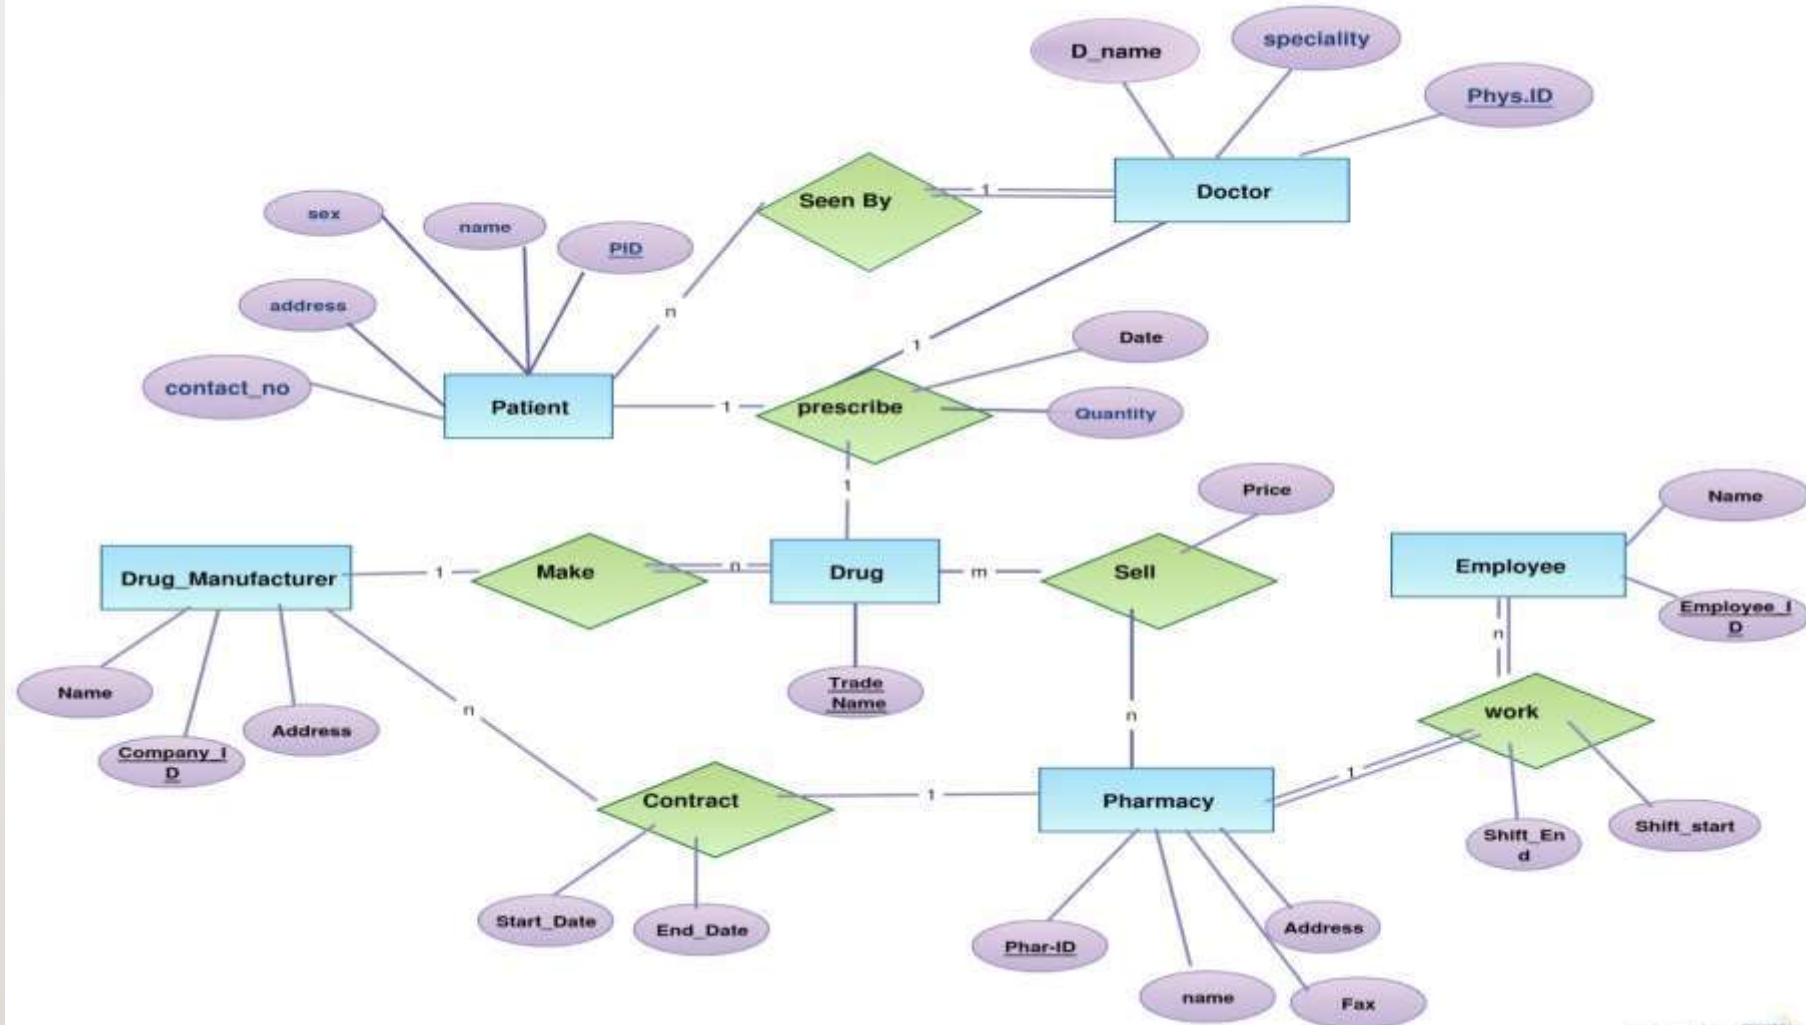 D_name
speciality
Phys.ID
Doctor
Seen By
1
sex
name
PID
address
n
contact_no
Patient
1
prescribe
1
Date
Quantity
1
Price
Name
Drug_Manufacturer
1
Make
n
Drug
m
Sell
Employee
Employee_I
D
n
Name
Company_I
D
Address
n
Trade
_Name
n
work
1
Contract
1
Pharmacy
Shift_En
d
Shift_start
Start_Date
End_Date
Phar-ID
name
Fax
Address